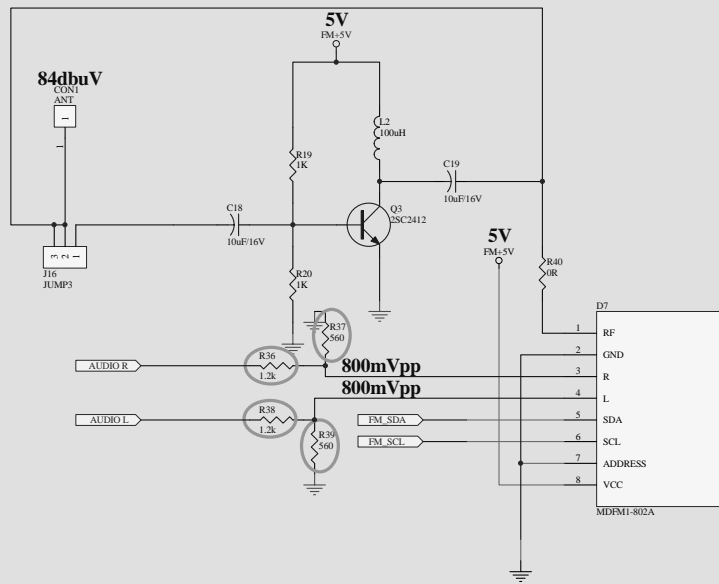 5V
FM+5V
84dbuV
CON1
ANT
1
1
L2
100uH
R19
1K
C19
10uF/16V
C18
10uF/16V
Q3
2SC2412
5V
FM+5V
3
2
1
J16
JUMP3
R20
1K
R40
0R
D7
R37
560
1 RF
2 GND
AUDIO R
R36
1.2k
800mVpp
3 R
800mVpp
4 L
AUDIO L
R38
1.2k
FM_SDA
5 SDA
R39
560
FM_SCL
6 SCL
7 ADDRESS
8 VCC
MDFM1-802A